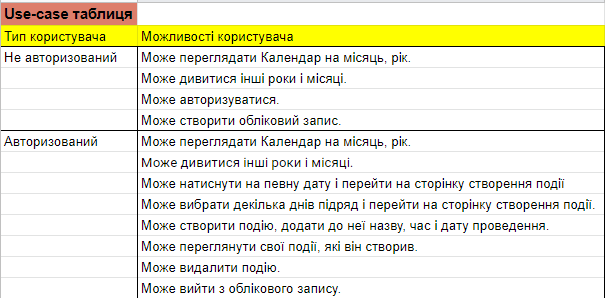 Use-case таблиця
Тип користувача Можливості користувача
Не авторизований Може переглядати Календар на місяць, рік.
Може дивитися інші роки і місяці.
Може авторизуватися.
Може створити обліковий запис.
Авторизований Може переглядати Календар на місяць, рік.
Може дивитися інші роки і місяці.
Може натиснути на певну дату і перейти на сторінку створення події
Може вибрати декілька днів підряд і перейти на сторінку створення події.
Може створити подію, додати до неї назву, час і дату проведення.
Може переглянути свої події, які він створив.
Може видалити подію.
Може вийти з облікового запису.